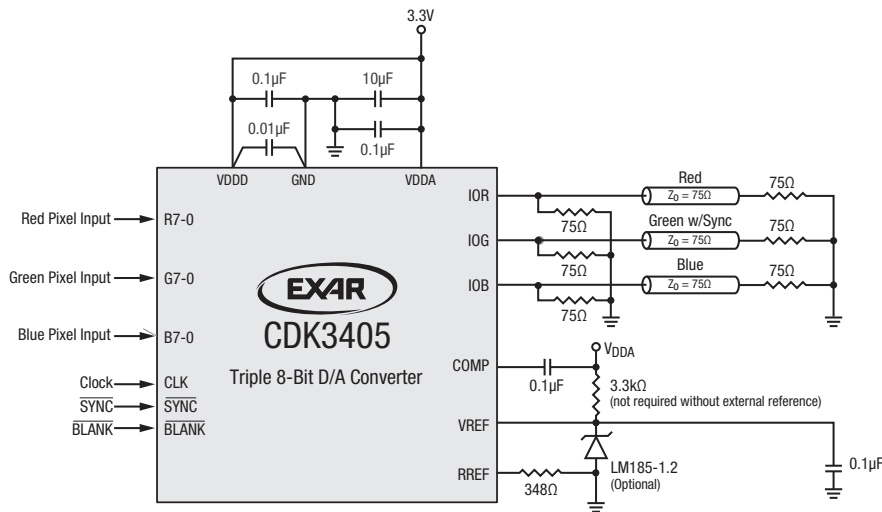 3.3V
0.1µF
10µF
0.01µF
0.1µF
VDDD
GND
VDDA
Red Pixel Input
R7-0
Green Pixel Input
G7-0
Blue Pixel Input
B7-0
Clock
CLK
SYNC
SYNC
BLANK
BLANK
EXAR
CDK3405
Triple 8-Bit D/A Converter
IOR
Red
Z0 = 75Ω
75Ω
75Ω
IOG
Green w/Sync
Z0 = 75Ω
75Ω
75Ω
IOB
Blue
Z0 = 75Ω
75Ω
75Ω
COMP
0.1µF
VDDA
3.3kΩ
(not required without external reference)
VREF
LM185-1.2
(Optional)
0.1µF
RREF
348Ω